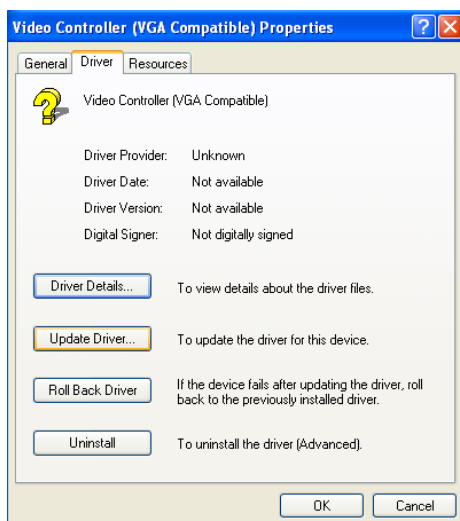 Video Controller (VGA Compatible) Properties
General Driver Resources
Video Controller (VGA Compatible)
Driver Provider: Unknown
Driver Date: Not available
Driver Version: Not available
Digital Signer: Not digitally signed
Driver Details... To view details about the driver files.
Update Driver... To update the driver for this device.
Roll Back Driver If the device fails after updating the driver, roll
back to the previously installed driver.
Uninstall To uninstall the driver (Advanced).
OK Cancel